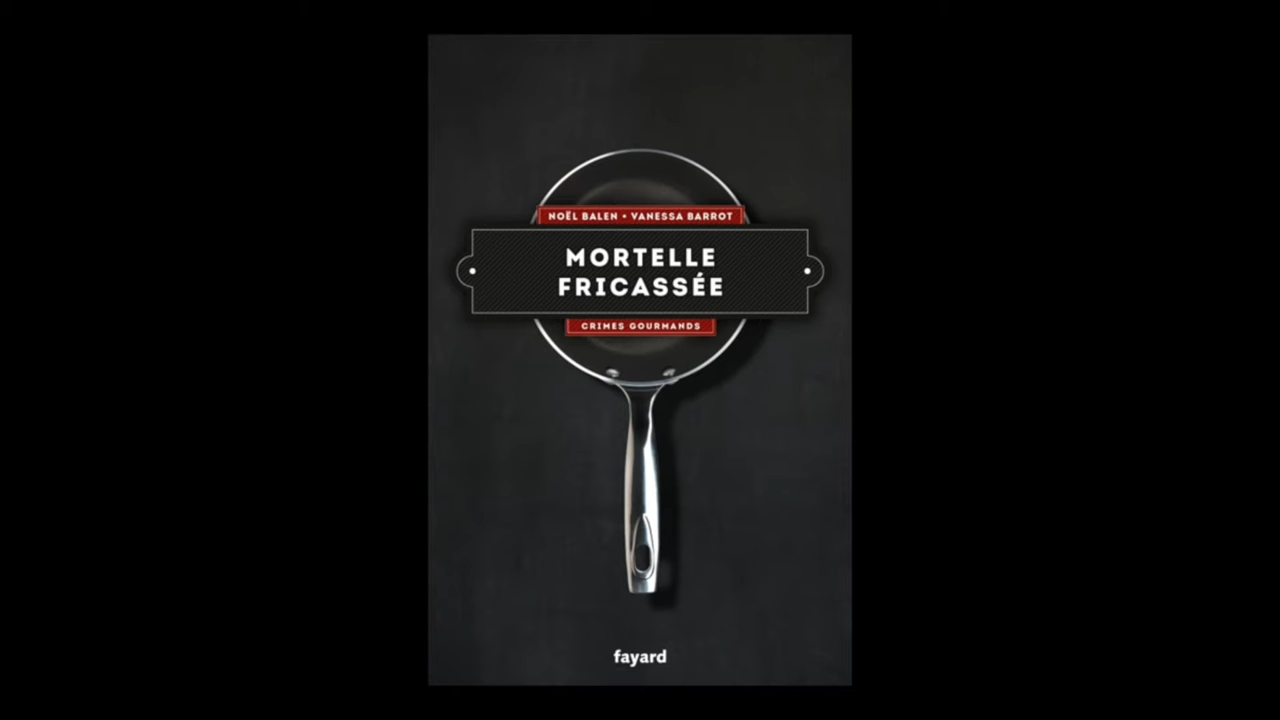 NOËL BALEN • VANESSA BARROT
MORTELLE
FRICASSÉE
CRIMES GOURMANDS
fayard